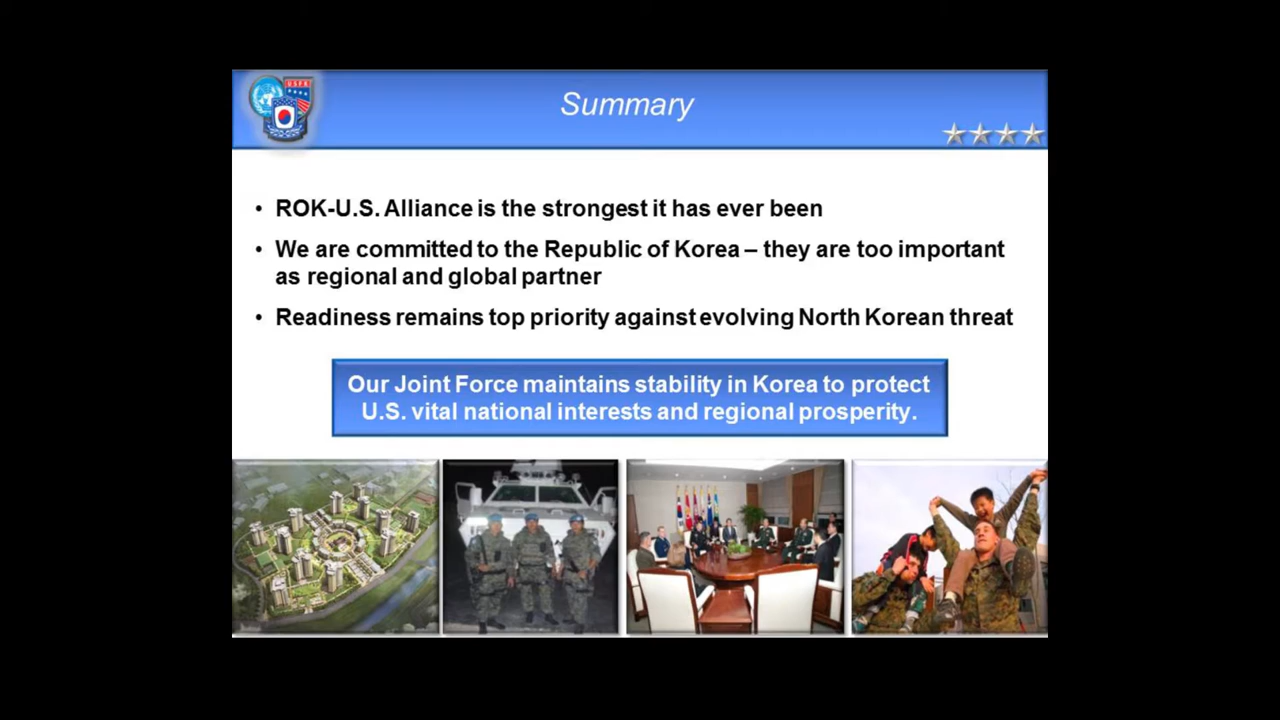 USFK
Summary
• ROK-U.S. Alliance is the strongest it has ever been
• We are committed to the Republic of Korea – they are too important
as regional and global partner
• Readiness remains top priority against evolving North Korean threat
Our Joint Force maintains stability in Korea to protect
U.S. vital national interests and regional prosperity.